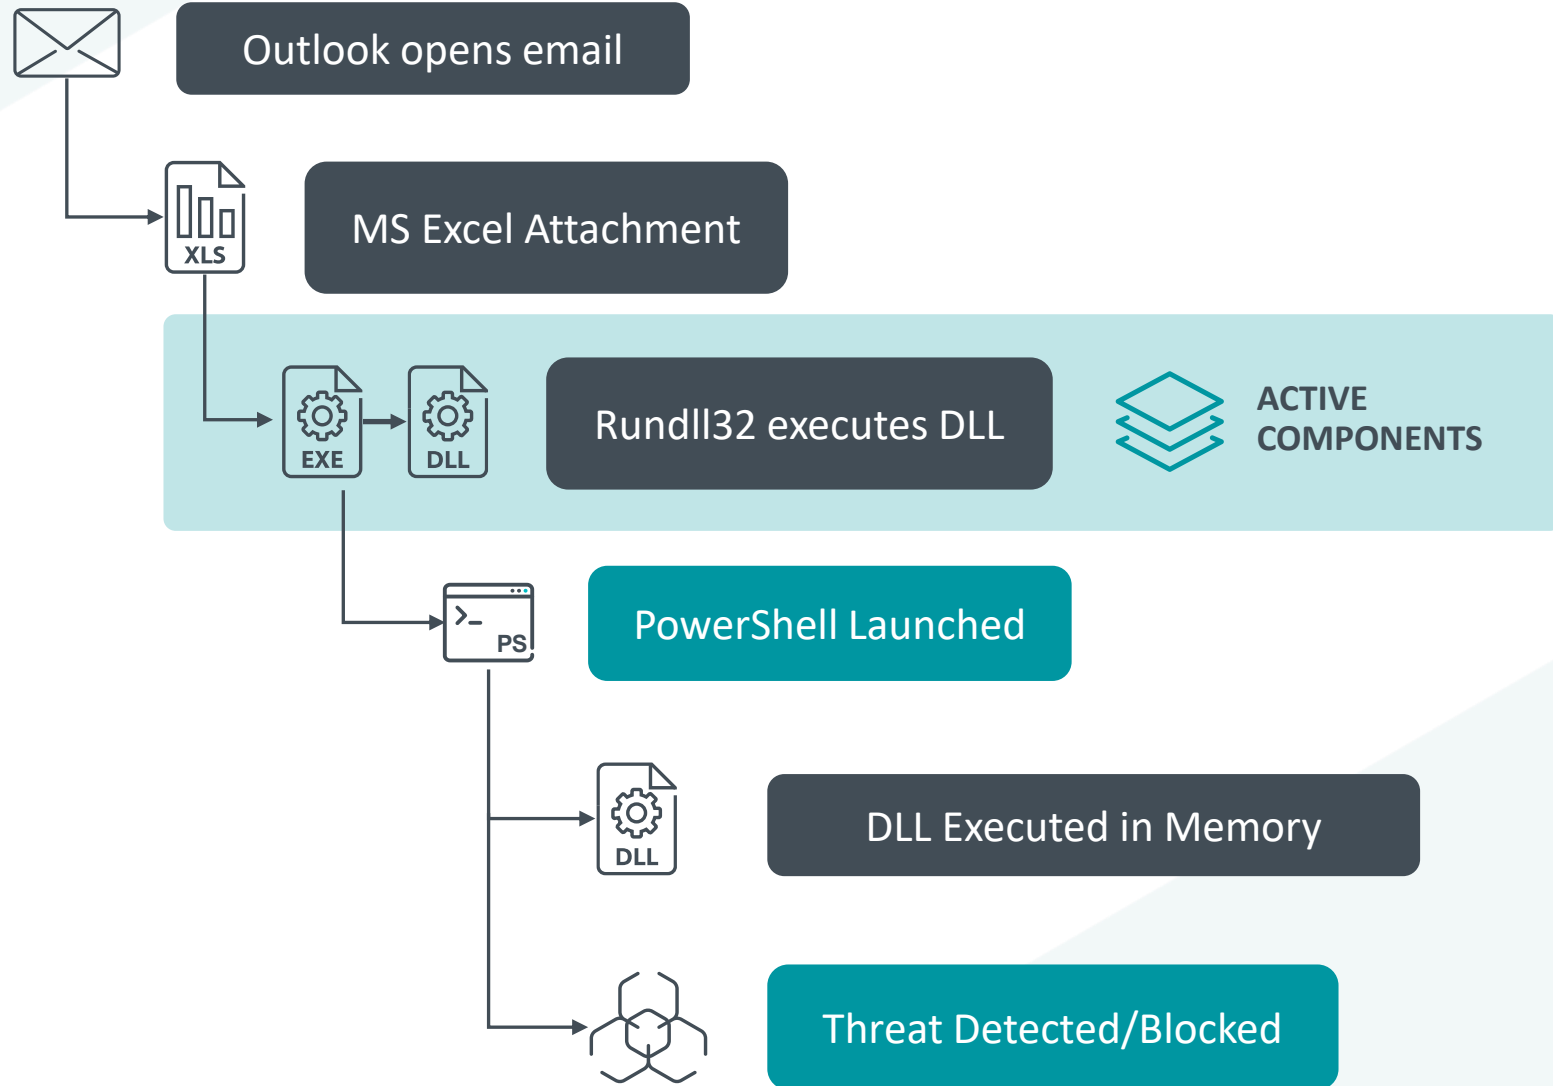 Outlook opens email
XLS
MS Excel Attachment
EXE
DLL
Rundll32 executes DLL
ACTIVE
COMPONENTS
>_
PS
PowerShell Launched
DLL
DLL Executed in Memory
Threat Detected/Blocked